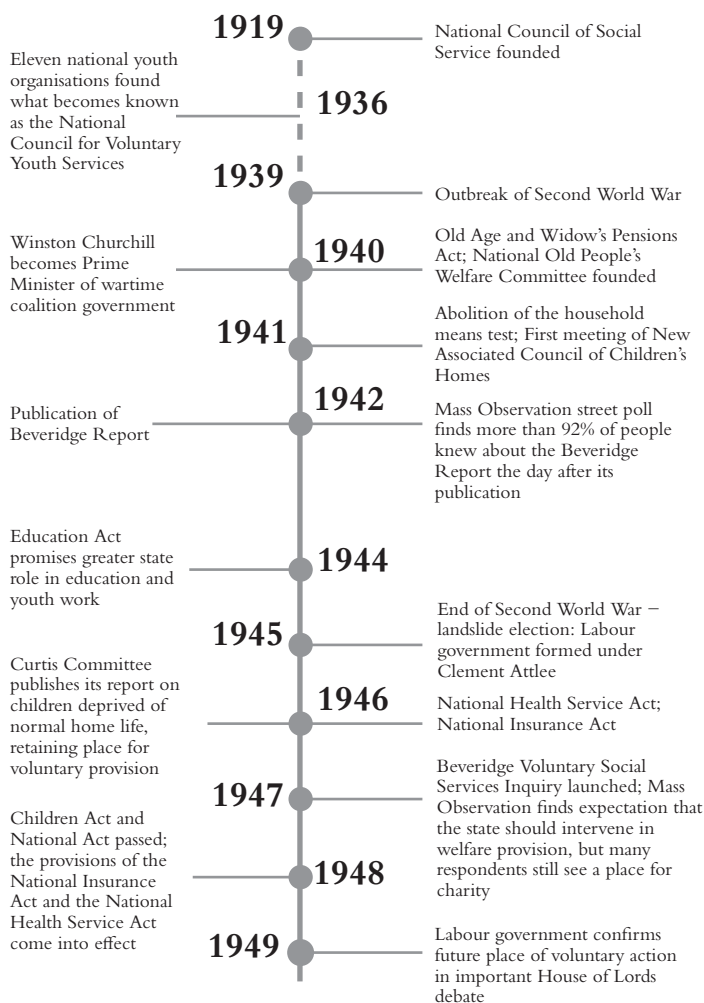 1919
National Council of Social
Service founded
Eleven national youth
organisations found
what becomes known
as the National
Council for Voluntary
Youth Services
1936
1939
Outbreak of Second World War
Winston Churchill
becomes Prime
Minister of wartime
coalition government
1940
Old Age and Widow's Pensions
Act; National Old People's
Welfare Committee founded
1941
Abolition of the household
means test; First meeting of New
Associated Council of Children's
Homes
Publication of
Beveridge Report
1942
Mass Observation street poll
finds more than 92% of people
knew about the Beveridge
Report the day after its
publication
Education Act
promises greater state
role in education and
youth work
1944
1945
End of Second World War –
landslide election: Labour
government formed under
Clement Attlee
Curtis Committee
publishes its report on
children deprived of
normal home life,
retaining place for
voluntary provision
1946
National Health Service Act;
National Insurance Act
1947
Beveridge Voluntary Social
Services Inquiry launched; Mass
Observation finds expectation that
the state should intervene in
welfare provision, but many
respondents still see a place for
charity
Children Act and
National Act passed;
the provisions of the
National Insurance
Act and the National
Health Service Act
come into effect
1948
1949
Labour government confirms
future place of voluntary action
in important House of Lords
debate